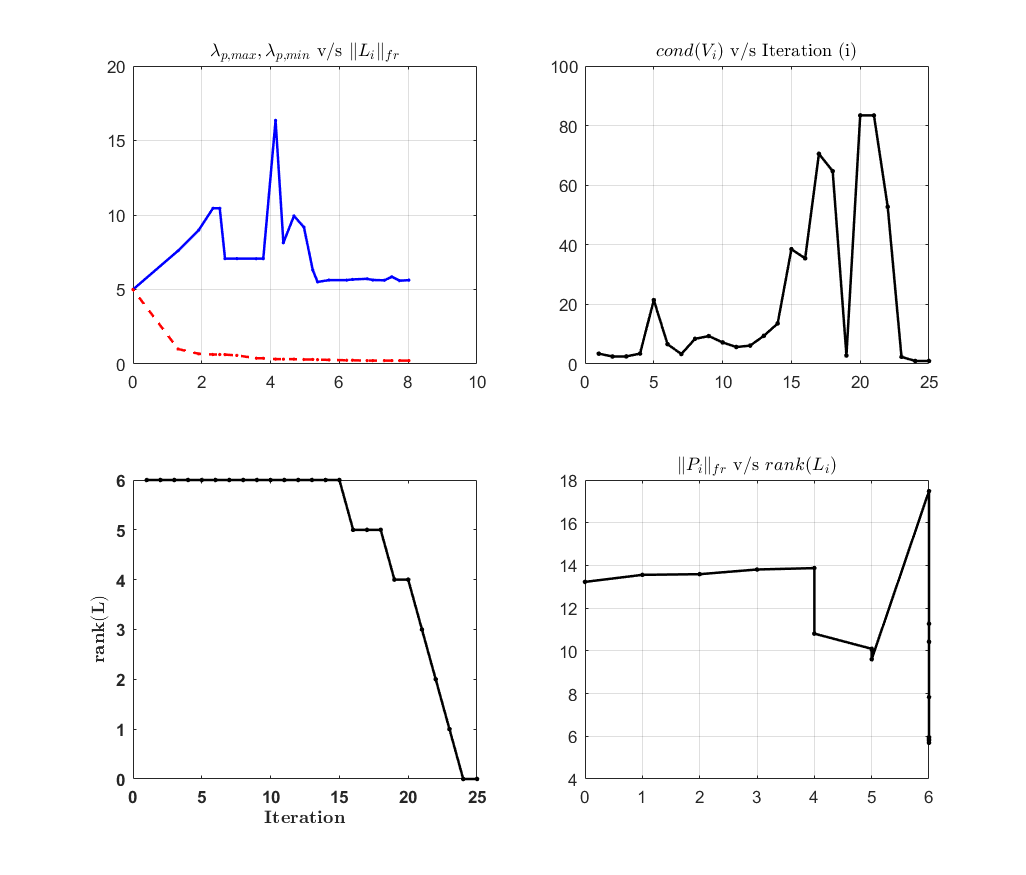 λ_{p,max}, λ_{p,min} v/s ‖L_i‖_{fr}
20
15
10
5
0
0 2 4 6 8 10
cond(V_i) v/s Iteration (i)
100
80
60
40
20
0
0 5 10 15 20 25
6
5
4
3
2
1
0
rank(L)
0 5 10 15 20 25
Iteration
‖P_i‖_{fr} v/s rank(L_i)
18
16
14
12
10
8
6
4
0 1 2 3 4 5 6